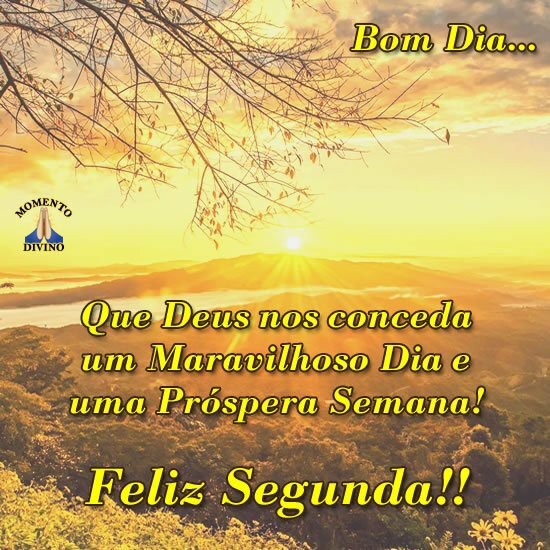 Bom Dia...
MOMENTO
DIVINO
Que Deus nos conceda
um Maravilhoso Dia e
uma Próspera Semana!
Feliz Segunda!!